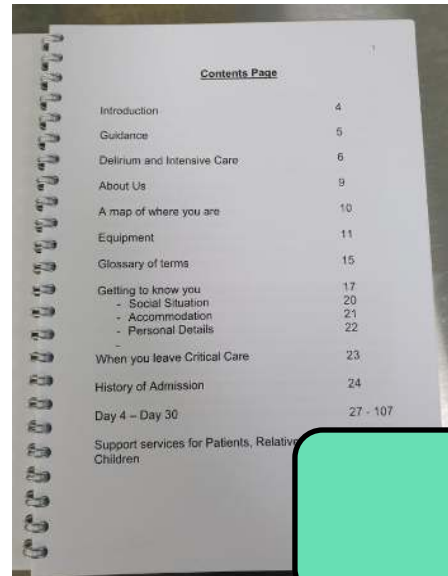 1
Contents Page
Introduction 4
Guidance 5
Delirium and Intensive Care 6
About Us 9
A map of where you are 10
Equipment 11
Glossary of terms 15
Getting to know you 17
- Social Situation 20
- Accommodation 21
- Personal Details 22
-
When you leave Critical Care 23
History of Admission 24
Day 4 – Day 30 27 - 107
Support services for Patients,
Children